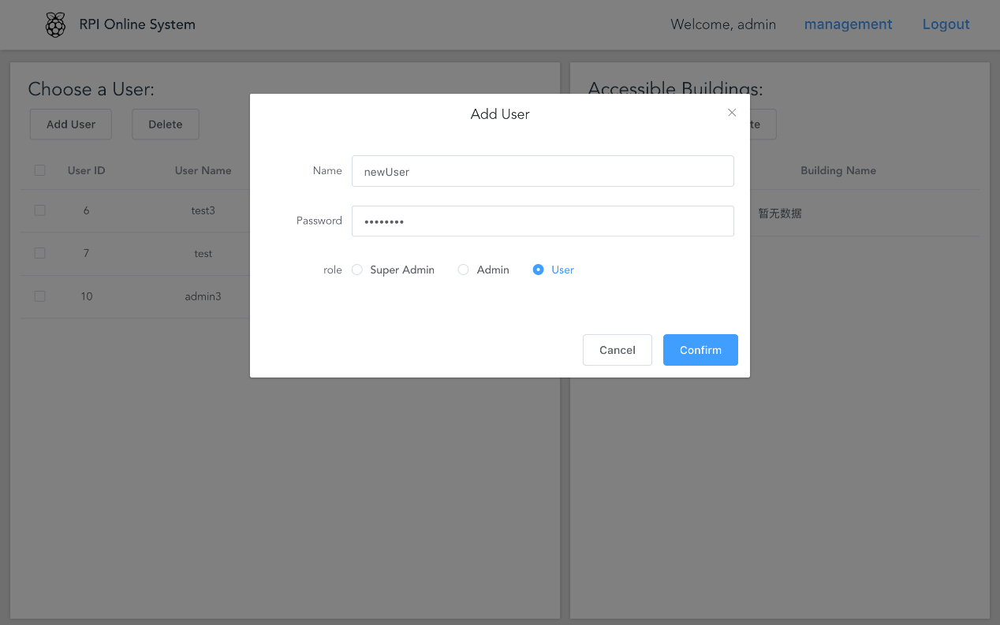 RPI Online System
Welcome, admin
management
Logout
Choose a User:
Add User
Delete
User ID
User Name
6
test3
7
test
10
admin3
Accessible Buildings:
te
Building Name
暂无数据
Add User
Name
newUser
Password
••••••••
role
Super Admin
Admin
User
Cancel
Confirm